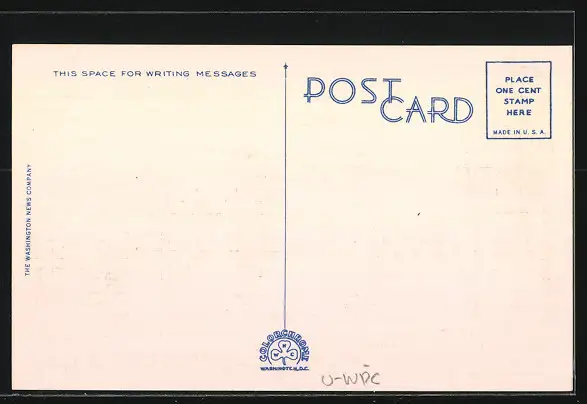 THIS SPACE FOR WRITING MESSAGES
POST
CARD
PLACE
ONE CENT
STAMP
HERE
MADE IN U. S. A.
THE WASHINGTON NEWS COMPANY
COLORCHROME
W N C
WASHINGTON, D.C.
U-WDC